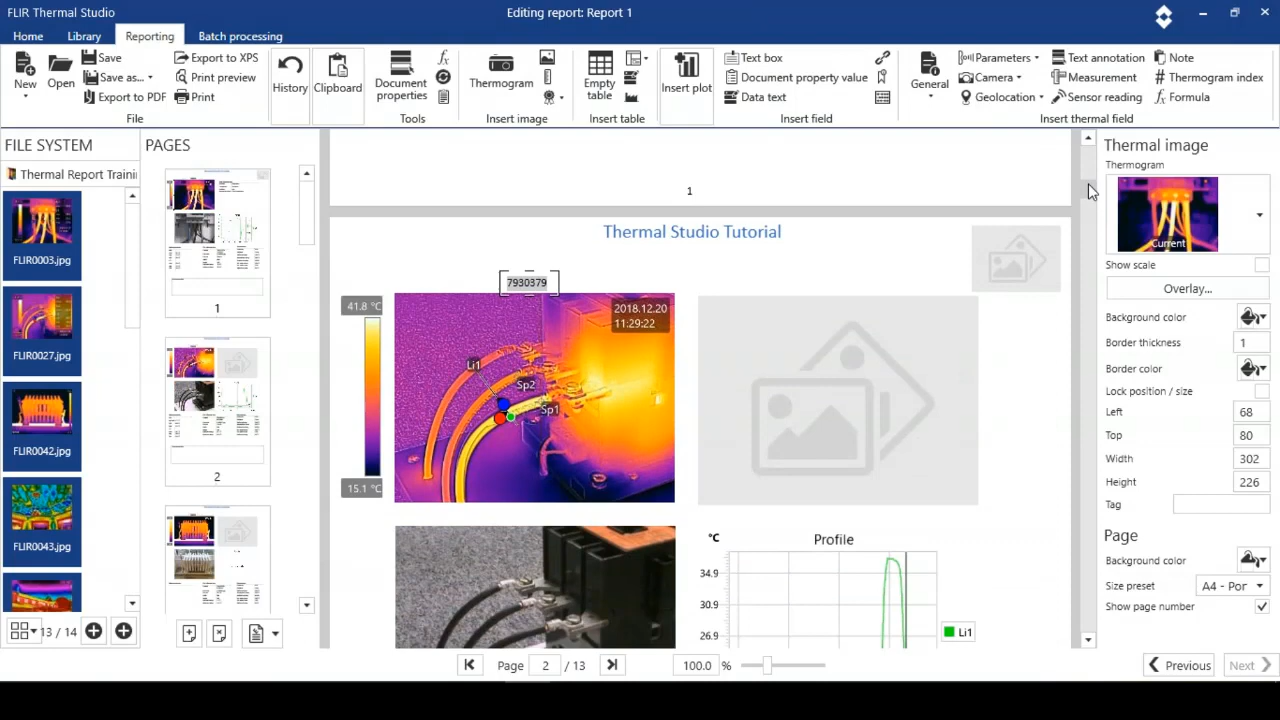 FLIR Thermal Studio
Editing report: Report 1
Home
Library
Reporting
Batch processing
New
Open
Save
Save as...
Export to PDF
Export to XPS
Print preview
Print
File
History
Clipboard
Document properties
Tools
Thermogram
Insert image
Empty table
Insert table
Insert plot
Text box
Document property value
Data text
Insert field
General
Parameters
Camera
Geolocation
Text annotation
Measurement
Sensor reading
Note
Thermogram index
Formula
Insert thermal field
FILE SYSTEM
Thermal Report Traini
FLIR0003.jpg
FLIR0027.jpg
FLIR0042.jpg
FLIR0043.jpg
13 / 14
PAGES
1
2
1
Thermal Studio Tutorial
7930379
41.8 °C
15.1 °C
2018.12.20
11:29:22
Li1
Sp2
Sp1
Profile
°C
34.9
30.9
26.9
Li1
Page 2 / 13
100.0 %
Previous
Next
Thermal image
Thermogram
Current
Show scale
Overlay...
Background color
Border thickness 1
Border color
Lock position / size
Left 68
Top 80
Width 302
Height 226
Tag
Page
Background color
Size preset A4 - Por
Show page number